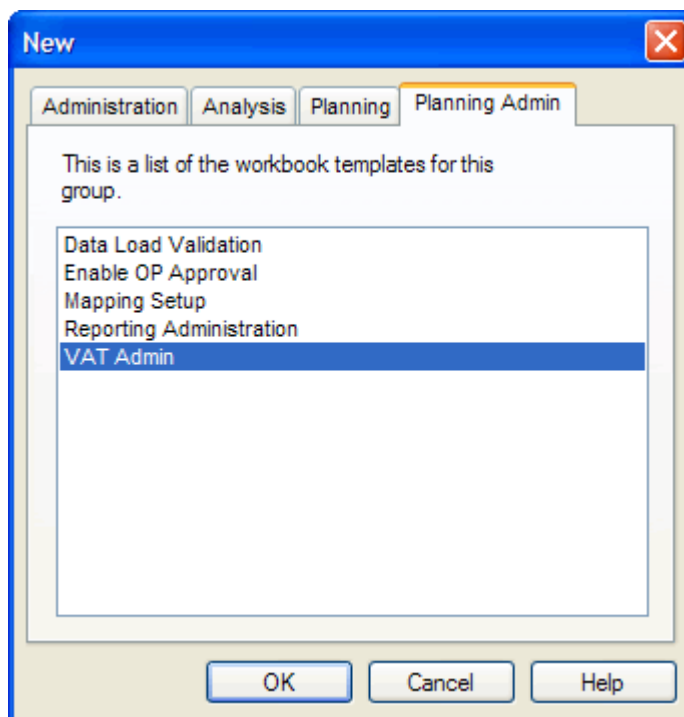 New
Administration Analysis Planning Planning Admin
This is a list of the workbook templates for this
group.
Data Load Validation
Enable OP Approval
Mapping Setup
Reporting Administration
VAT Admin
OK Cancel Help